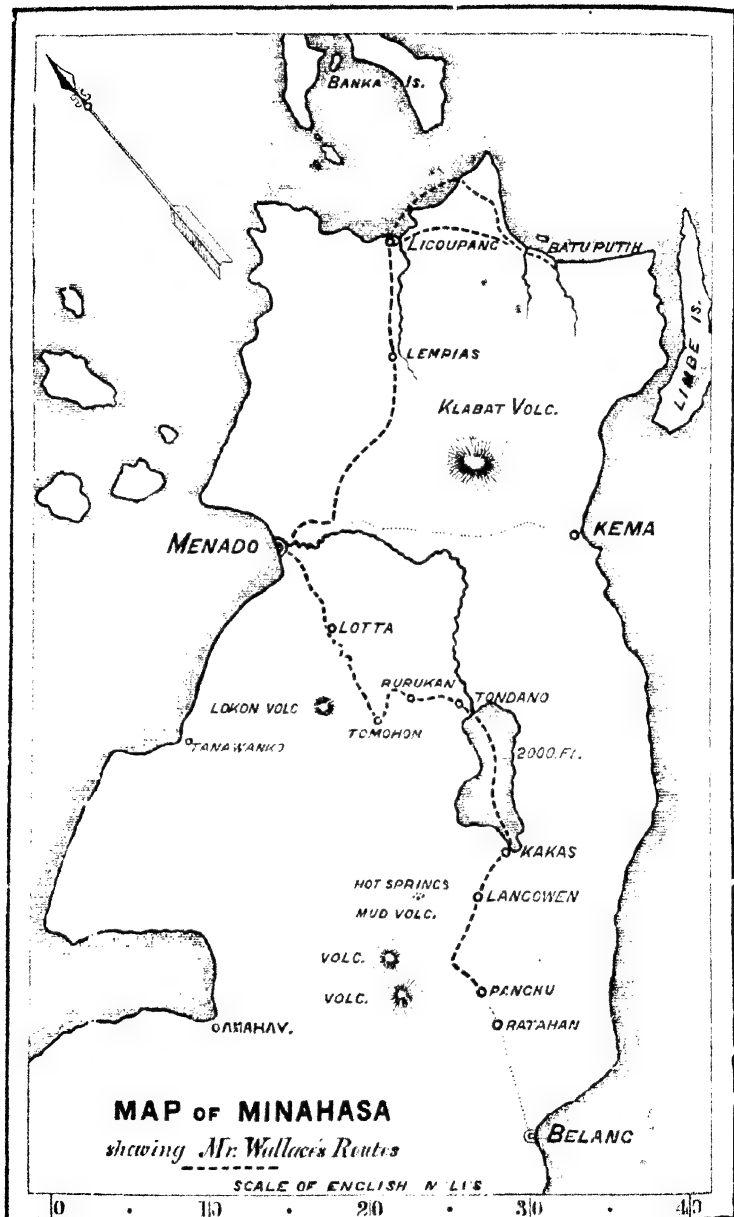 BANKA IS.
LICOUPANG
BATUPUTIH
LIMBE IS.
LEMPIAS
KLABAT VOLC.
MENADO
KEMA
LOTTA
RURUKAN
TONDANO
LOKON VOLC
TOMOHON
TANAWANKO
2000 Ft.
KAKAS
HOT SPRINGS
MUD VOLC.
LANGOWEN
VOLC.
PANGHU
VOLC.
RATAHAN
AMAHAV.
MAP OF MINAHASA
shewing Mr. Wallace's Routes
BELANG
SCALE OF ENGLISH MILES
0 10 20 30 40